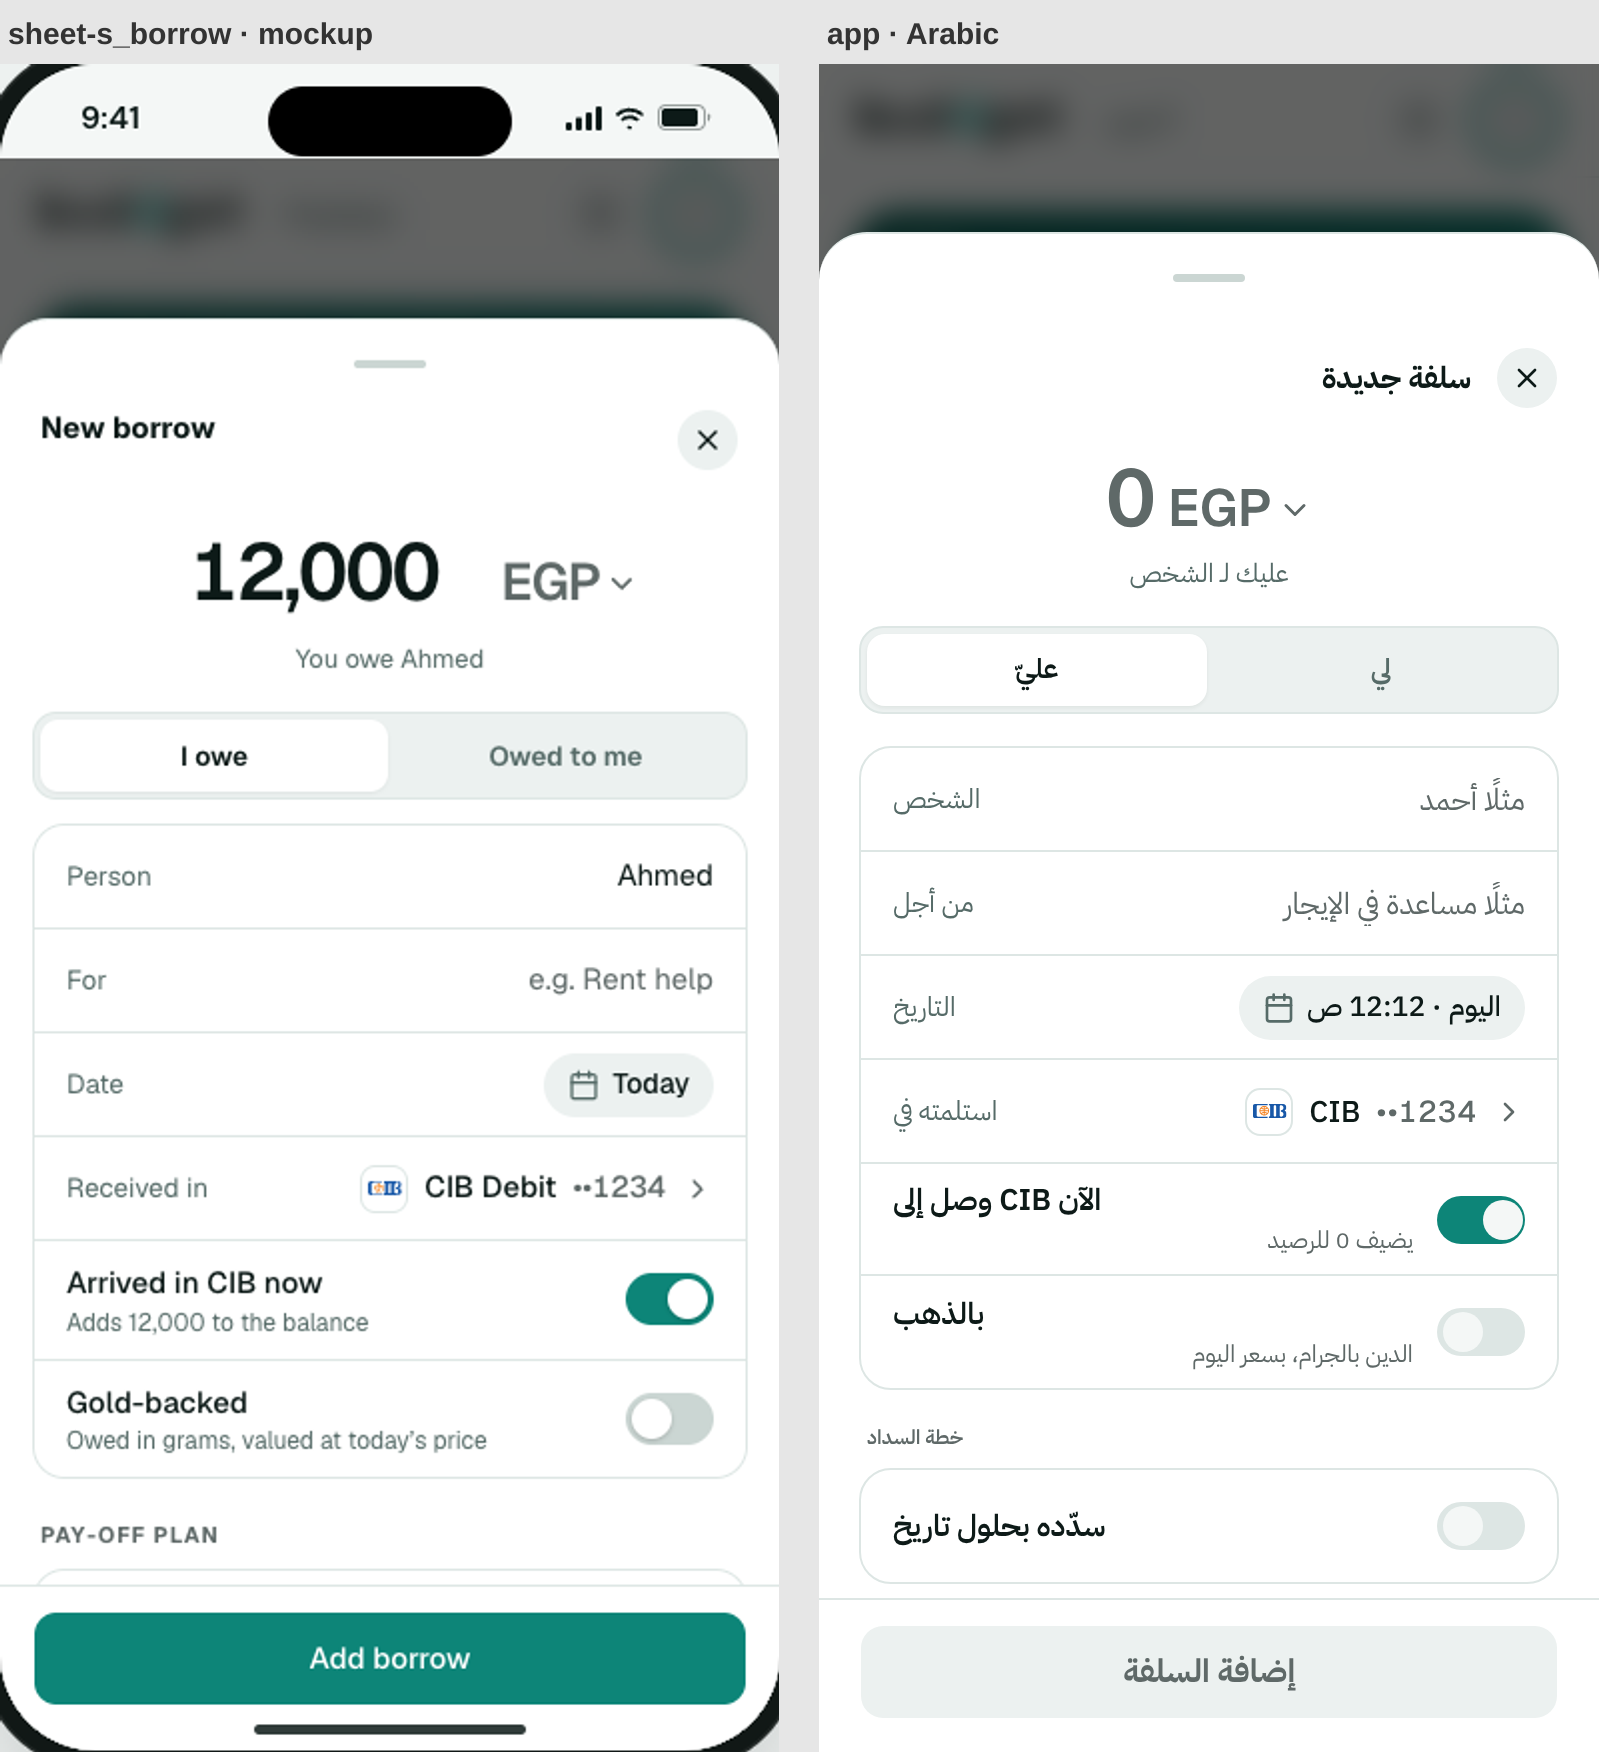 sheet-s_borrow · mockup
9:41
New borrow
12,000 EGP
You owe Ahmed
I owe
Owed to me
Person
Ahmed
For
e.g. Rent help
Date
Today
Received in
CIB
CIB Debit ••1234
Arrived in CIB now
Adds 12,000 to the balance
Gold-backed
Owed in grams, valued at today’s price
PAY-OFF PLAN
Add borrow
app · Arabic
سلفة جديدة
0 EGP
عليك لـ الشخص
عليّ
لي
الشخص
مثلًا أحمد
من أجل
مثلًا مساعدة في الإيجار
التاريخ
اليوم · 12:12 ص
استلمته في
CIB
CIB ••1234
وصل إلى CIB الآن
يضيف 0 للرصيد
بالذهب
الدين بالجرام، بسعر اليوم
خطة السداد
سدّده بحلول تاريخ
إضافة السلفة